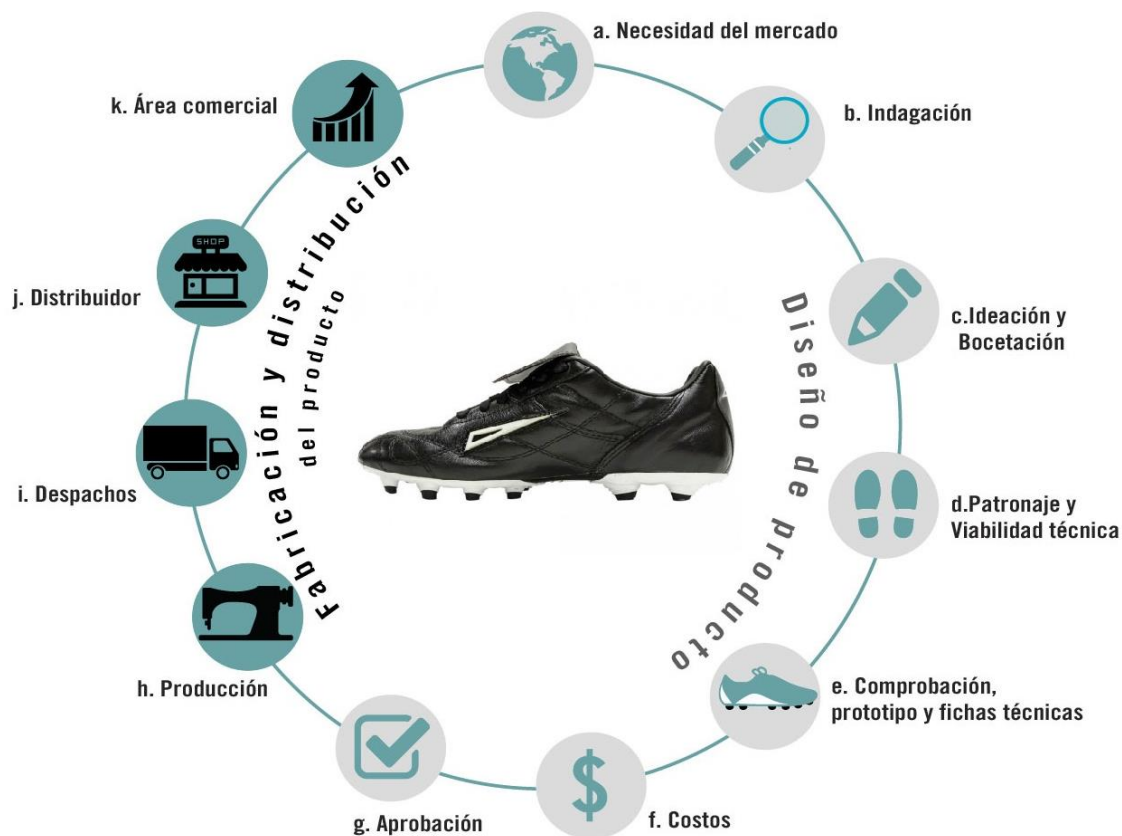 a. Necesidad del mercado
b. Indagación
c.Ideación y
Bocetación
d.Patronaje y
Viabilidad técnica
e. Comprobación,
prototipo y fichas técnicas
f. Costos
g. Aprobación
h. Producción
i. Despachos
j. Distribuidor
SHOP
k. Área comercial
Fabricación y distribución
del producto
Diseño de producto